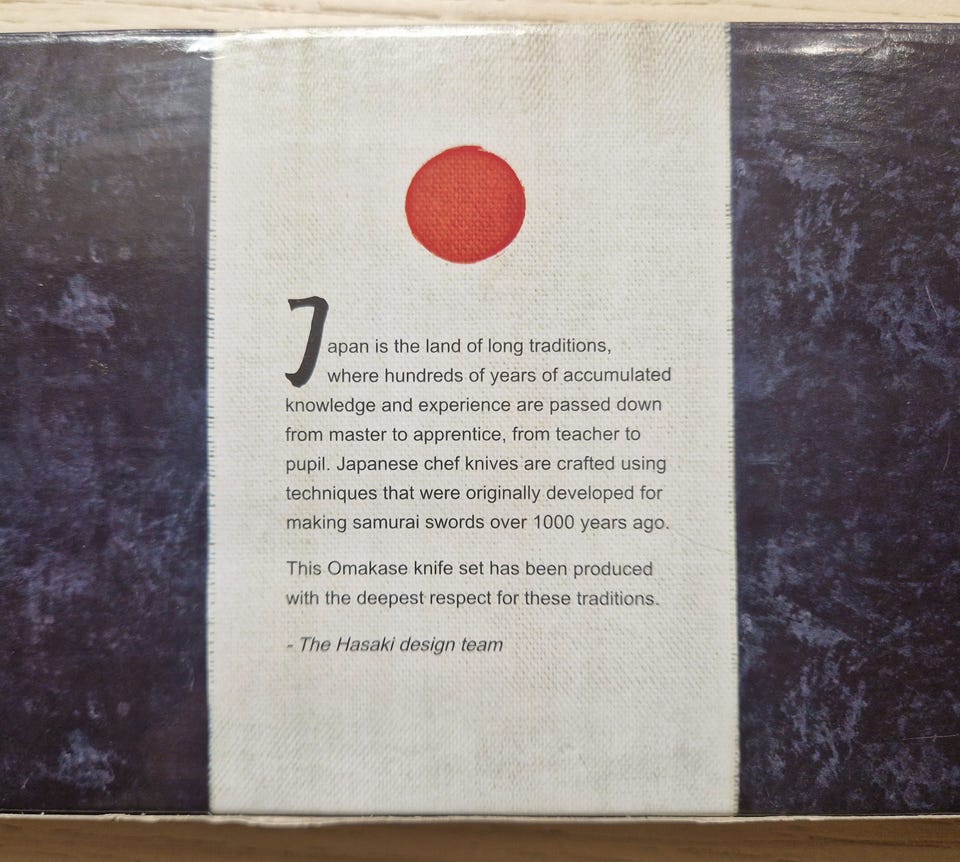 Japan is the land of long traditions,
where hundreds of years of accumulated
knowledge and experience are passed down
from master to apprentice, from teacher to
pupil. Japanese chef knives are crafted using
techniques that were originally developed for
making samurai swords over 1000 years ago.
This Omakase knife set has been produced
with the deepest respect for these traditions.
- The Hasaki design team